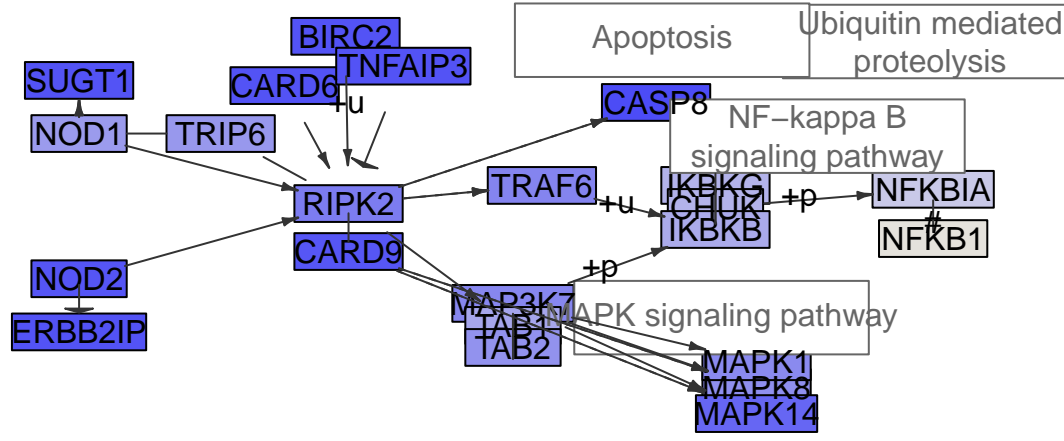 BIRC2
Apoptosis
Ubiquitin mediated
proteolysis
TNFAIP3
SUGT1
CARD6
+u
CASP8
NOD1
TRIP6
NF−kappa B
signaling pathway
RIPK2
TRAF6
+u
IKBKG
CHUK
IKBKB
+p
NFKBIA
#
NFKB1
CARD9
NOD2
ERBB2IP
+p
MAP3K7
TAB1
TAB2
MAPK signaling pathway
MAPK1
MAPK8
MAPK14